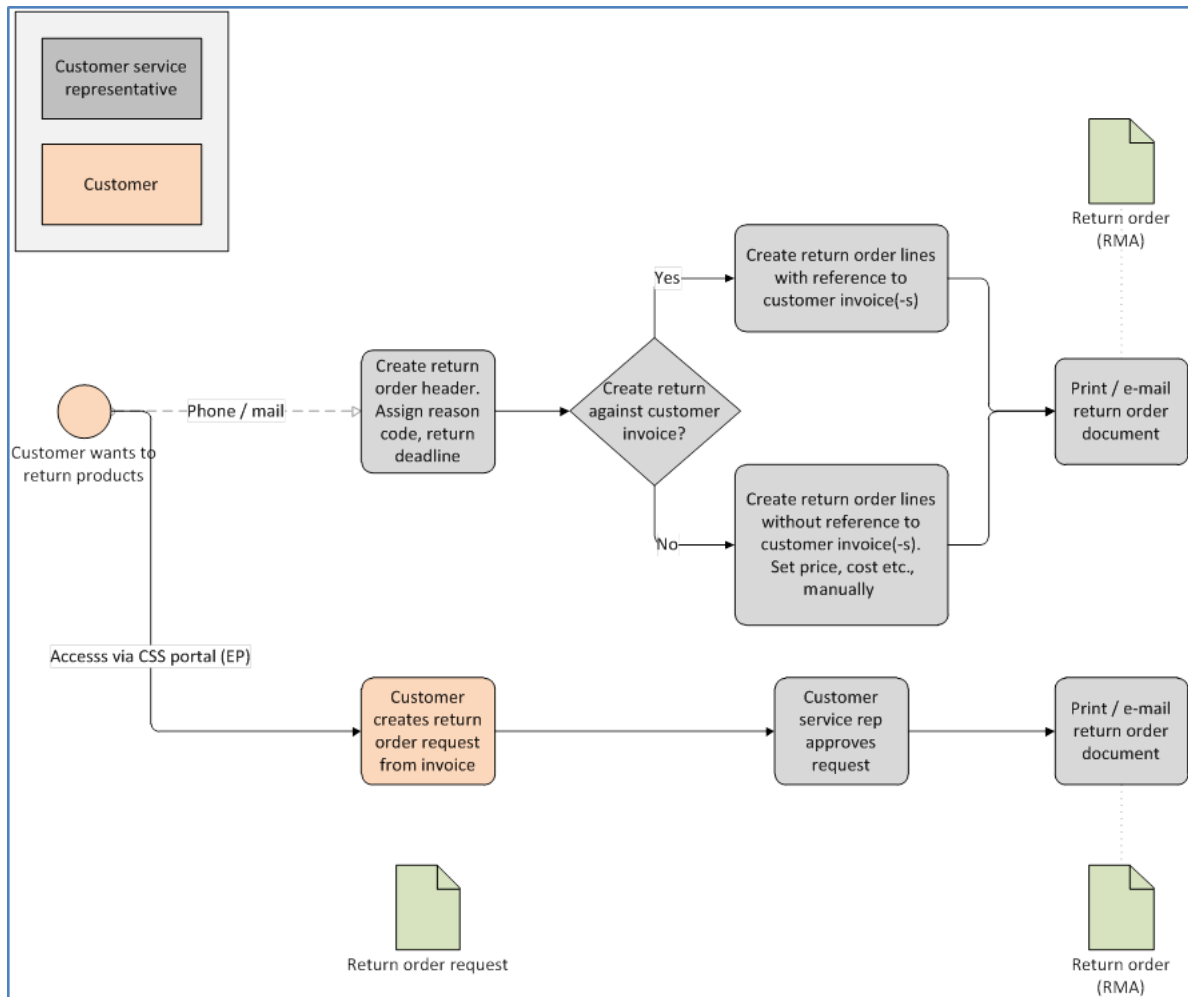 Customer service
representative
Customer
Return order
(RMA)
Create return order lines
with reference to
customer invoice(-s)
Yes
Create return
order header.
Assign reason
code, return
deadline
Create return
against customer
invoice?
Print / e-mail
return order
document
Phone / mail
Customer wants to
return products
Create return order lines
without reference to
customer invoice(-s).
Set price, cost etc.,
manually
No
Accesss via CSS portal (EP)
Customer
creates return
order request
from invoice
Customer
service rep
approves
request
Print / e-mail
return order
document
Return order request
Return order
(RMA)